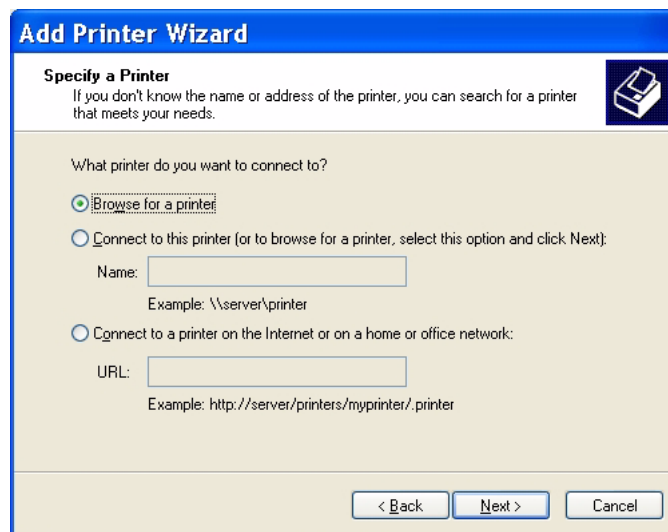 Add Printer Wizard
Specify a Printer
If you don't know the name or address of the printer, you can search for a printer
that meets your needs.
What printer do you want to connect to?
Browse for a printer
Connect to this printer (or to browse for a printer, select this option and click Next):
Name:
Example: \\server\printer
Connect to a printer on the Internet or on a home or office network:
URL:
Example: http://server/printers/myprinter/.printer
< Back
Next >
Cancel